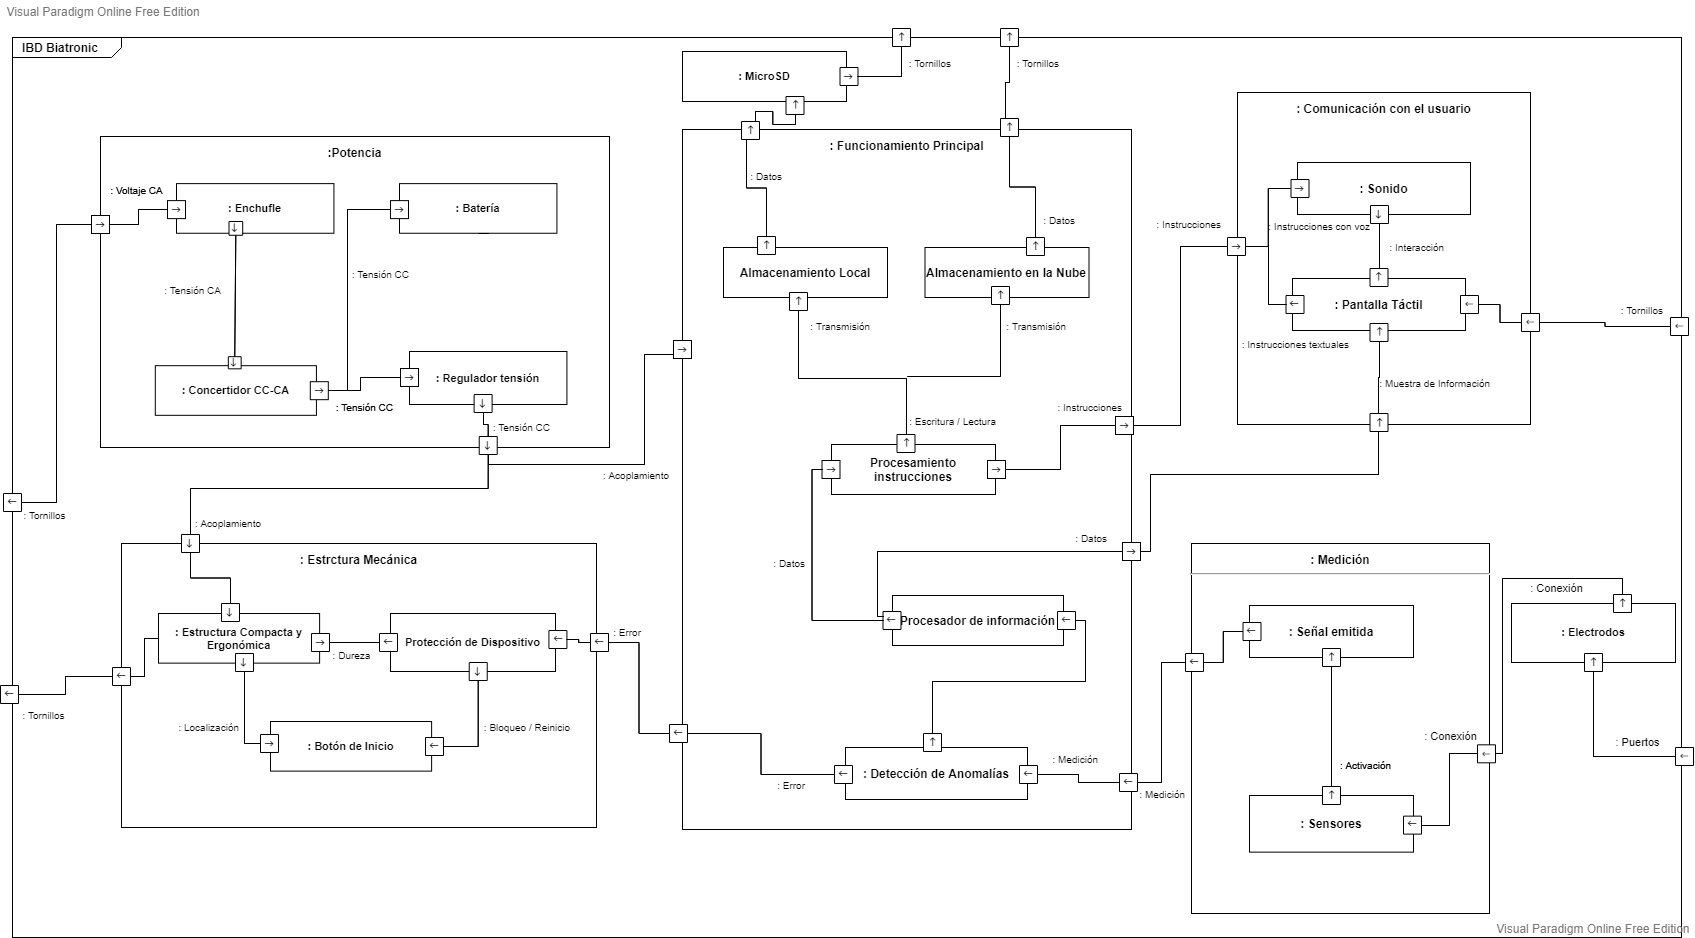 Visual Paradigm Online Free Edition
IBD Biatronic
: MicroSD
: Tornillos
: Tornillos
:Potencia
: Voltaje CA
: Enchufle
: Batería
: Tensión CA
: Tensión CC
: Concertidor CC-CA
: Regulador tensión
: Tensión CC
: Tensión CC
: Acoplamiento
: Tornillos
: Acoplamiento
: Funcionamiento Principal
: Datos
: Datos
Almacenamiento Local
Almacenamiento en la Nube
: Transmisión
: Transmisión
: Escritura / Lectura
Procesamiento
instrucciones
: Instrucciones
: Datos
: Datos
Procesador de información
: Detección de Anomalías
: Error
: Medición
: Medición
: Comunicación con el usuario
: Instrucciones
: Sonido
: Instrucciones con voz
: Interacción
: Pantalla Táctil
: Instrucciones textuales
: Muestra de Información
: Tornillos
: Estrctura Mecánica
: Estructura Compacta y
Ergonómica
: Dureza
Protección de Dispositivo
: Error
: Localización
: Bloqueo / Reinicio
: Botón de Inicio
: Tornillos
: Medición
: Señal emitida
: Activación
: Sensores
: Conexión
: Conexión
: Electrodos
: Puertos
Visual Paradigm Online Free Edition